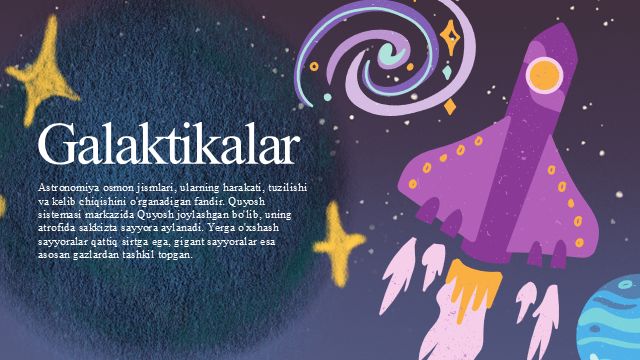 Galaktikalar
Astronomiya osmon jismlari, ularning harakati, tuzilishi
va kelib chiqishini o'rganadigan fandir. Quyosh
sistemasi markazida Quyosh joylashgan bo'lib, uning
atrofida sakkizta sayyora aylanadi. Yerga o'xshash
sayyoralar qattiq sirtga ega, gigant sayyoralar esa
asosan gazlardan tashkil topgan.